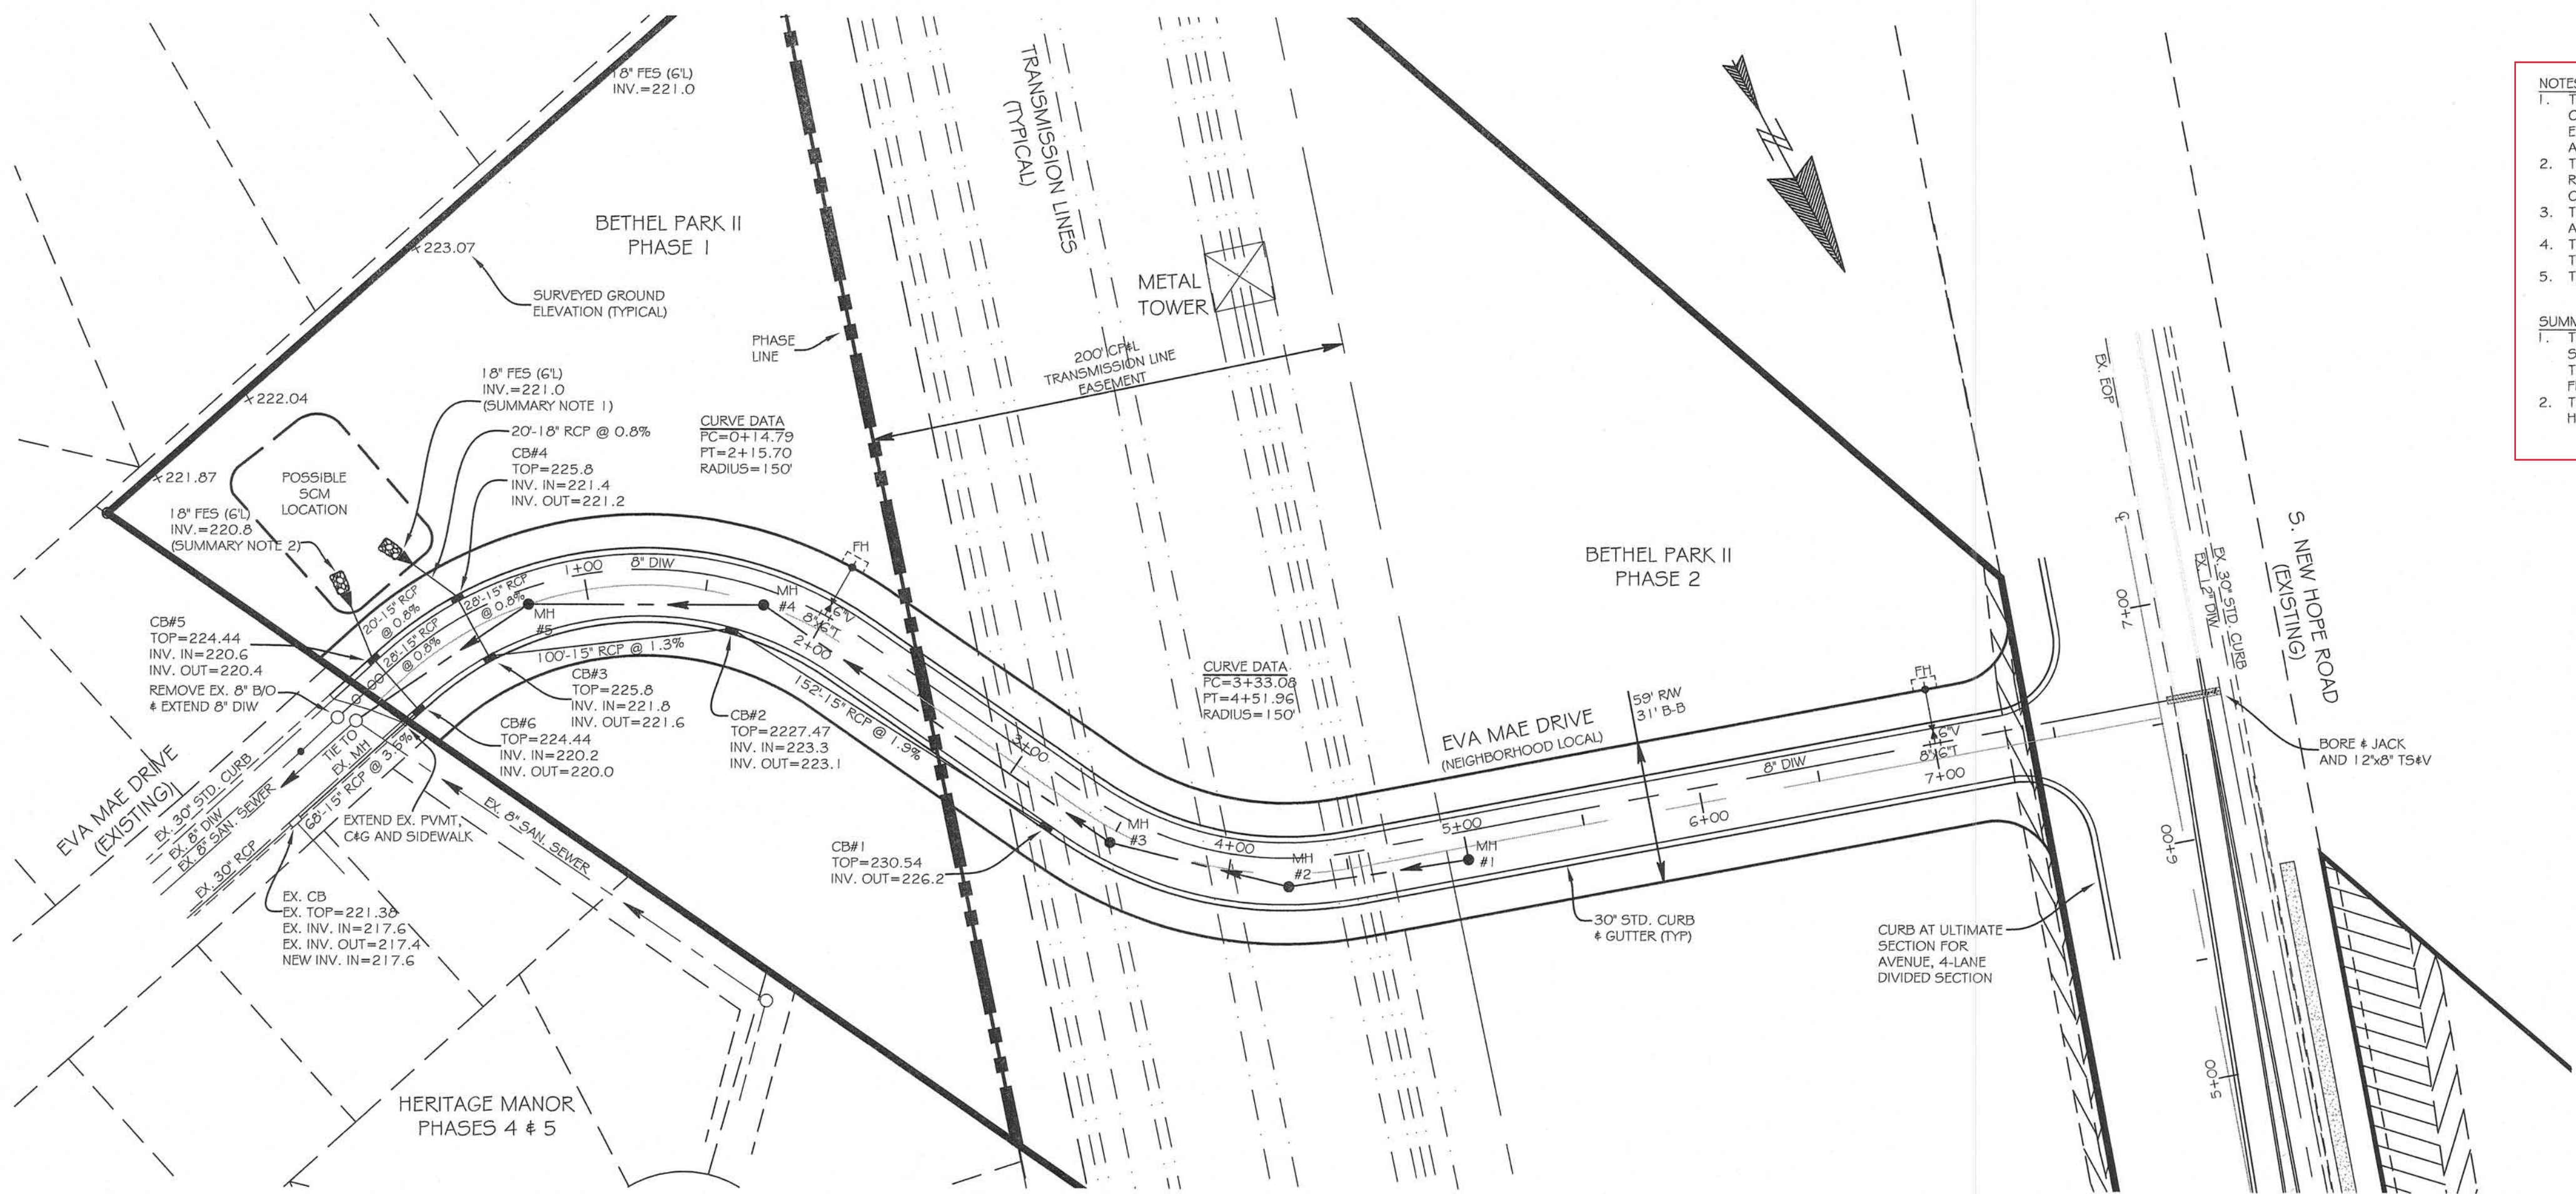 18" FES (6'L)
INV.=221.0
BETHEL PARK II
PHASE 1
223.07
SURVEYED GROUND
ELEVATION (TYPICAL)
PHASE
LINE
TRANSMISSION LINES
(TYPICAL)
METAL
TOWER
200' CP&L
TRANSMISSION LINE
EASEMENT
222.04
221.87
POSSIBLE
SCM
LOCATION
18" FES (6'L)
INV.=221.0
(SUMMARY NOTE 1)
20'-18" RCP @ 0.8%
CB#4
TOP=225.8
INV. IN=221.4
INV. OUT=221.2
CURVE DATA
PC=0+14.79
PT=2+15.70
RADIUS=150'
18" FES (6'L)
INV.=220.8
(SUMMARY NOTE 2)
20'-15" RCP
@ 0.8%
28'-15" RCP
@ 0.8%
28'-15" RCP
@ 0.8%
0+00
1+00
8" DIW
MH
#5
MH
#4
FH
6"V
8"x6"T
2+00
100'-15" RCP @ 1.3%
152'-15" RCP @ 1.9%
CB#5
TOP=224.44
INV. IN=220.6
INV. OUT=220.4
REMOVE EX. 8" B/O
& EXTEND 8" DIW
CB#6
TOP=224.44
INV. IN=220.2
INV. OUT=220.0
CB#3
TOP=225.8
INV. IN=221.8
INV. OUT=221.6
CB#2
TOP=2227.47
INV. IN=223.3
INV. OUT=223.1
CB#1
TOP=230.54
INV. OUT=226.2
TIE TO
EX. MH
68'-15" RCP @ 3.5%
EVA MAE DRIVE
(EXISTING)
EX. 30" STD. CURB
EX. 8" DIW
EX. 8" SAN. SEWER
EX. 30" RCP
EXTEND EX. PVMT,
C&G AND SIDEWALK
EX. 8" SAN. SEWER
EX. CB
EX. TOP=221.38
EX. INV. IN=217.6
EX. INV. OUT=217.4
NEW INV. IN=217.6
HERITAGE MANOR
PHASES 4 & 5
CURVE DATA
PC=3+33.08
PT=4+51.96
RADIUS=150'
3+00
MH
#3
4+00
MH
#2
5+00
MH
#1
EVA MAE DRIVE
(NEIGHBORHOOD LOCAL)
59' R/W
31' B-B
6+00
8" DIW
7+00
FH
6"V
8"x6"T
30" STD. CURB
& GUTTER (TYP)
BETHEL PARK II
PHASE 2
CURB AT ULTIMATE
SECTION FOR
AVENUE, 4-LANE
DIVIDED SECTION
EX. EOP
7+00
6+00
5+00
EX. 30" STD. CURB
EX. 12" DIW
S. NEW HOPE ROAD
(EXISTING)
BORE & JACK
AND 12"x8" TS&V
1.
2.
3.
4.
5.
1.
2.